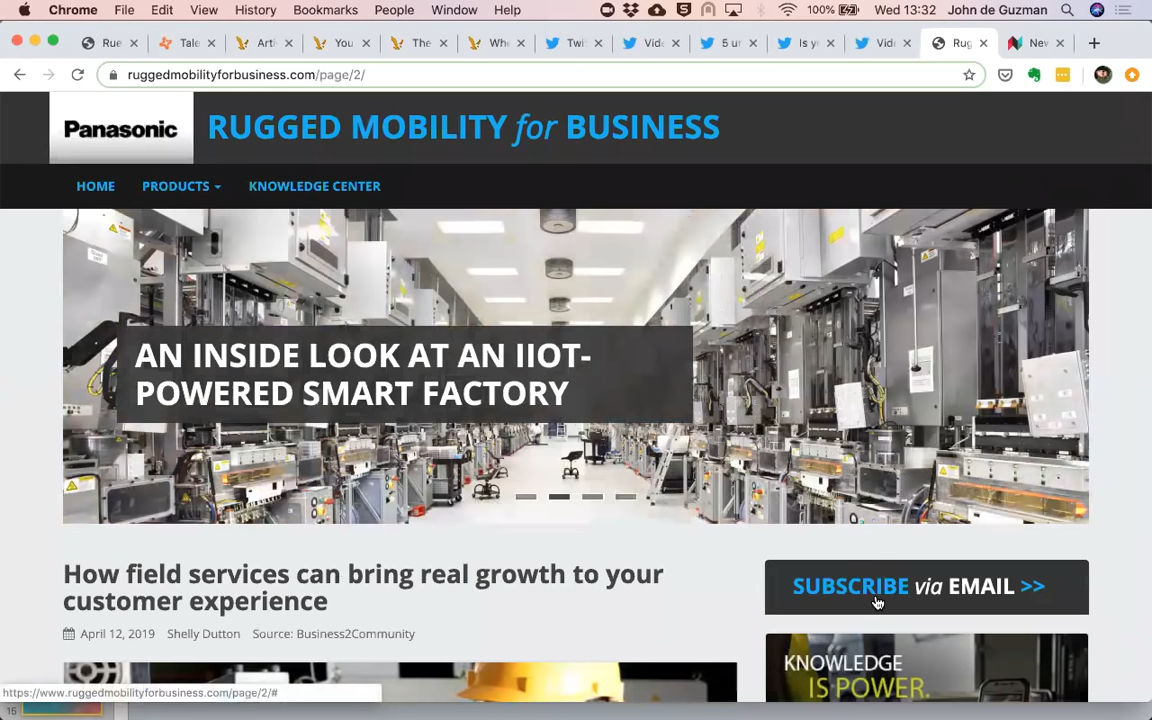 Chrome File Edit View History Bookmarks People Window Help 100% Wed 13:32 John de Guzman
Rue Tale Arti You The Whe Twi Vide 5 ur Is y Vide Rug Nev
ruggedmobilityforbusiness.com/page/2/
Panasonic RUGGED MOBILITY for BUSINESS
HOME PRODUCTS KNOWLEDGE CENTER
AN INSIDE LOOK AT AN IIOT-
POWERED SMART FACTORY
How field services can bring real growth to your
customer experience
April 12, 2019 Shelly Dutton Source: Business2Community
SUBSCRIBE via EMAIL >>
KNOWLEDGE
IS POWER.
https://www.ruggedmobilityforbusiness.com/page/2/#
15